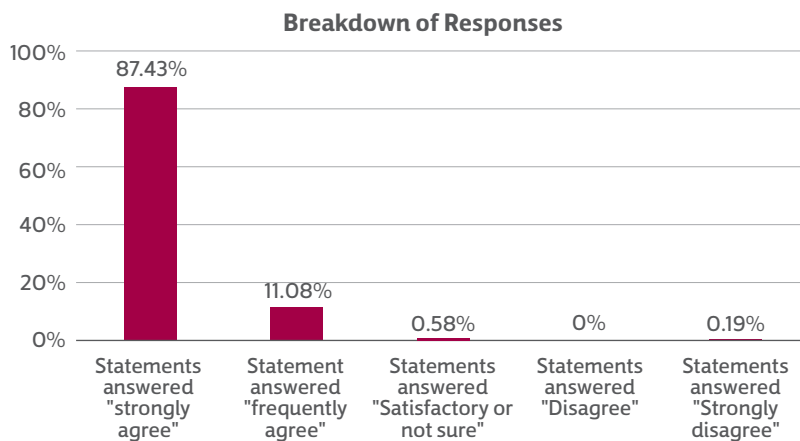 Breakdown of Responses
100%
80%
60%
40%
20%
0%
87.43%
11.08%
0.58%
0%
0.19%
Statements
answered
"strongly
agree"
Statement
answered
"frequently
agree"
Statements
answered
"Satisfactory or
not sure"
Statements
answered
"Disagree"
Statements
answered
"Strongly
disagree"